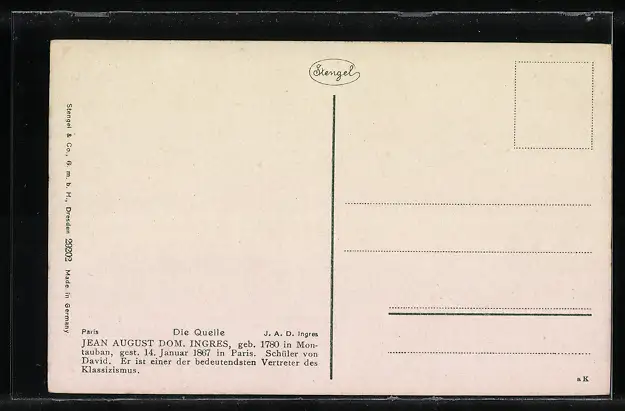 Stengel
Stengel & Co., G. m. b. H., Dresden 29202 Made in Germany
Paris Die Quelle J. A. D. Ingres
JEAN AUGUST DOM. INGRES, geb. 1780 in Mon-
tauban, gest. 14. Januar 1867 in Paris. Schüler von
David. Er ist einer der bedeutendsten Vertreter des
Klassizismus.
a K